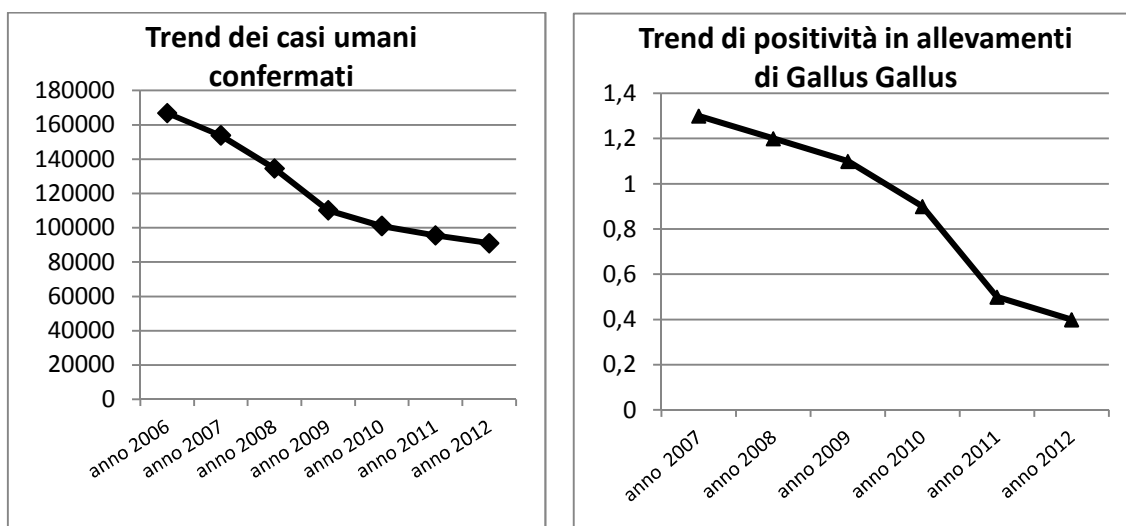 Trend dei casi umani
confermati
180000
160000
140000
120000
100000
80000
60000
40000
20000
0
anno 2006
anno 2007
anno 2008
anno 2009
anno 2010
anno 2011
anno 2012
Trend di positività in allevamenti
di Gallus Gallus
1,4
1,2
1
0,8
0,6
0,4
0,2
0
anno 2007
anno 2008
anno 2009
anno 2010
anno 2011
anno 2012